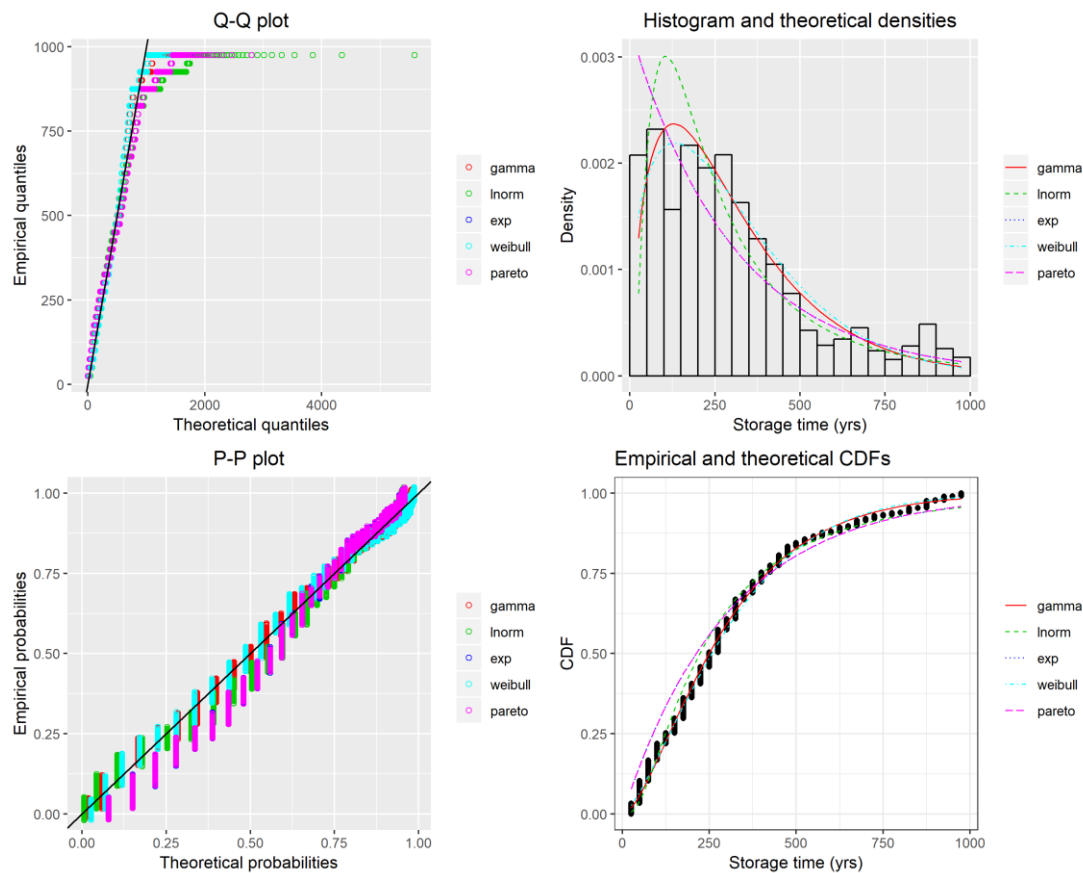 Q-Q plot
Empirical quantiles
1000
750
500
250
0
0
2000
4000
Theoretical quantiles
gamma
lnorm
exp
weibull
pareto
Histogram and theoretical densities
Density
0.003
0.002
0.001
0.000
0
250
500
750
1000
Storage time (yrs)
gamma
lnorm
exp
weibull
pareto
P-P plot
Empirical probabilities
1.00
0.75
0.50
0.25
0.00
0.00
0.25
0.50
0.75
1.00
Theoretical probabilities
gamma
lnorm
exp
weibull
pareto
Empirical and theoretical CDFs
CDF
1.00
0.75
0.50
0.25
0.00
0
250
500
750
1000
Storage time (yrs)
gamma
lnorm
exp
weibull
pareto